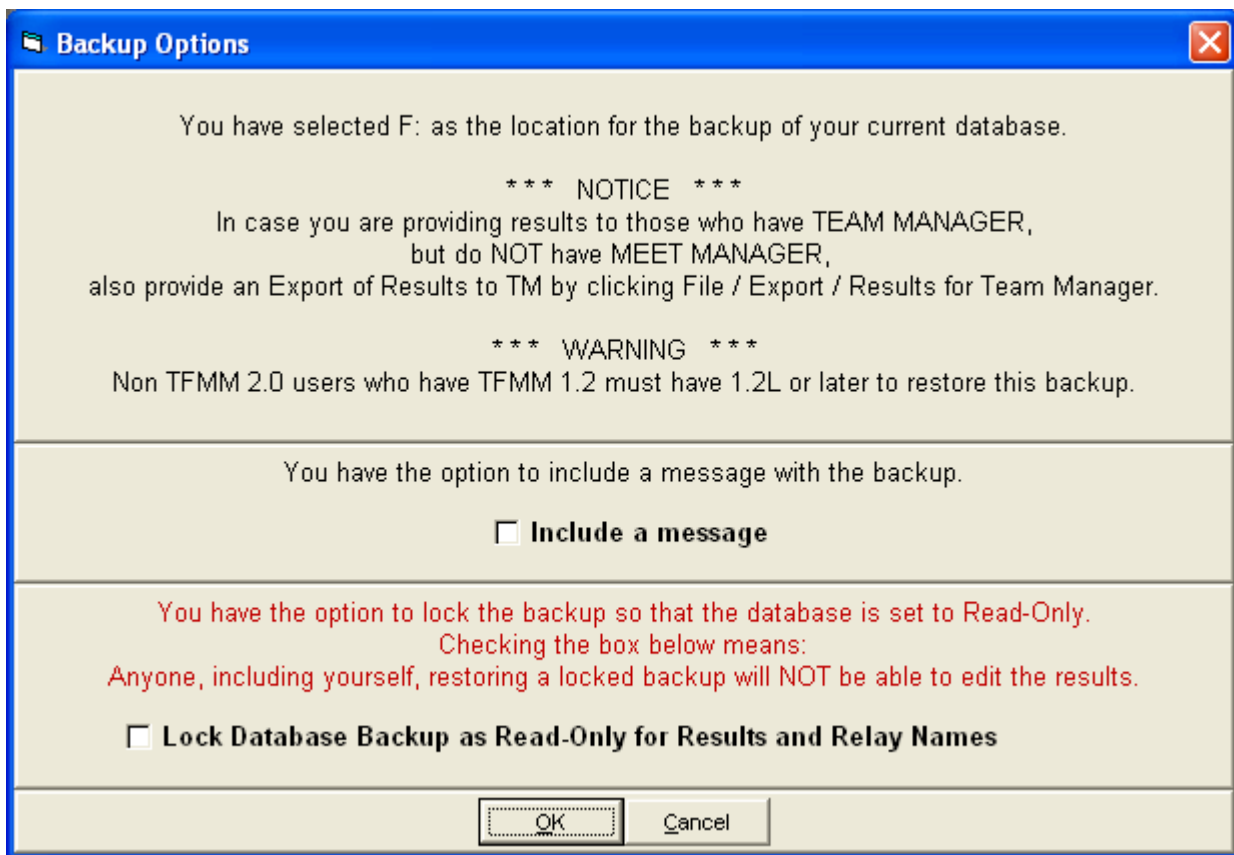 Backup Options
You have selected F: as the location for the backup of your current database.
* * *   NOTICE   * * *
In case you are providing results to those who have TEAM MANAGER,
but do NOT have MEET MANAGER,
also provide an Export of Results to TM by clicking File / Export / Results for Team Manager.
* * *   WARNING   * * *
Non TFMM 2.0 users who have TFMM 1.2 must have 1.2L or later to restore this backup.
You have the option to include a message with the backup.
Include a message
You have the option to lock the backup so that the database is set to Read-Only.
Checking the box below means:
Anyone, including yourself, restoring a locked backup will NOT be able to edit the results.
Lock Database Backup as Read-Only for Results and Relay Names
OK Cancel